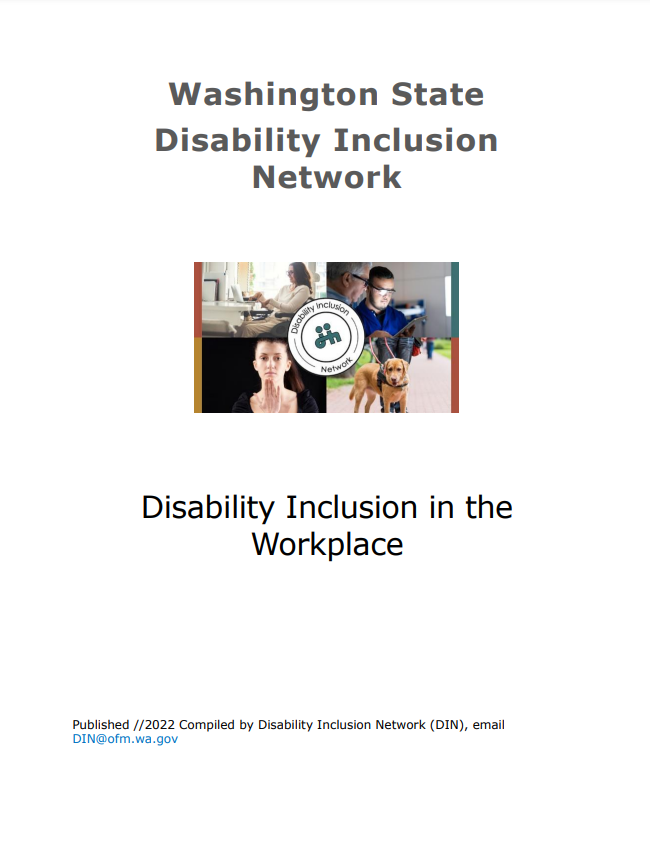 Washington State
Disability Inclusion
Network
Disability Inclusion
Network
Disability Inclusion in the
Workplace
Published //2022 Compiled by Disability Inclusion Network (DIN), email
DIN@ofm.wa.gov